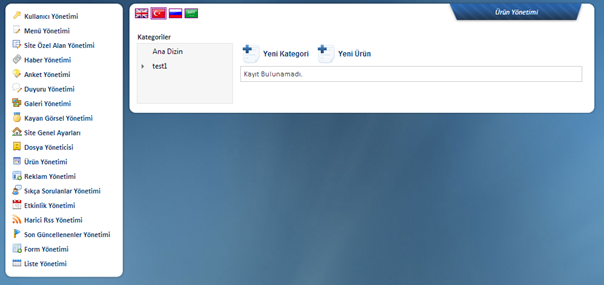 Kullanıcı Yönetimi
Menü Yönetimi
Site Özel Alan Yönetimi
Haber Yönetimi
Anket Yönetimi
Duyuru Yönetimi
Galeri Yönetimi
Kayan Görsel Yönetimi
Site Genel Ayarları
Dosya Yöneticisi
Ürün Yönetimi
Reklam Yönetimi
Sıkça Sorulanlar Yönetimi
Etkinlik Yönetimi
Harici Rss Yönetimi
Son Güncellenenler Yönetimi
Form Yönetimi
Liste Yönetimi
Ürün Yönetimi
Kategoriler
Ana Dizin
test1
Yeni Kategori Yeni Ürün
Kayıt Bulunamadı.